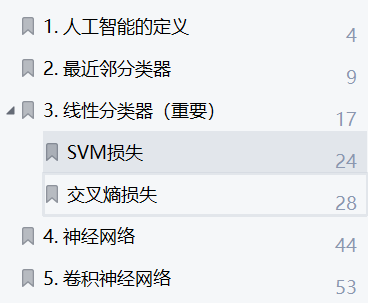 1. 人工智能的定义 4
2. 最近邻分类器 9
3. 线性分类器（重要） 17
SVM损失 24
交叉熵损失 28
4. 神经网络 44
5. 卷积神经网络 53